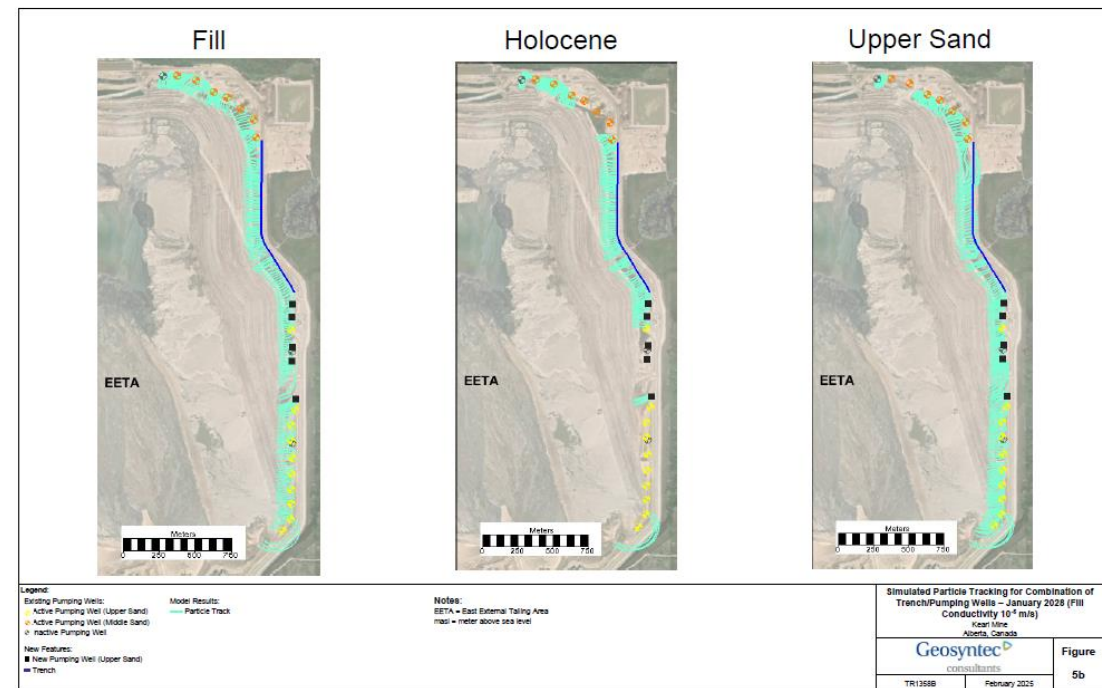 Fill
Holocene
Upper Sand
EETA
EETA
EETA
Meters
0 250 500 750
Meters
0 250 500 750
Meters
0 250 500 750
Legend:
Existing Pumping Wells:
Active Pumping Well (Upper Sand)
Active Pumping Well (Middle Sand)
Inactive Pumping Well
New Features:
New Pumping Well (Upper Sand)
Trench
Model Results:
Particle Track
Notes:
EETA = East External Tailing Area
masl = meter above sea level
Simulated Particle Tracking for Combination of
Trench/Pumping Wells – January 2028 (Fill
Conductivity 10-6 m/s)
Kearl Mine
Alberta, Canada
Geosyntec
consultants
TR1358B
February 2025
Figure
5b